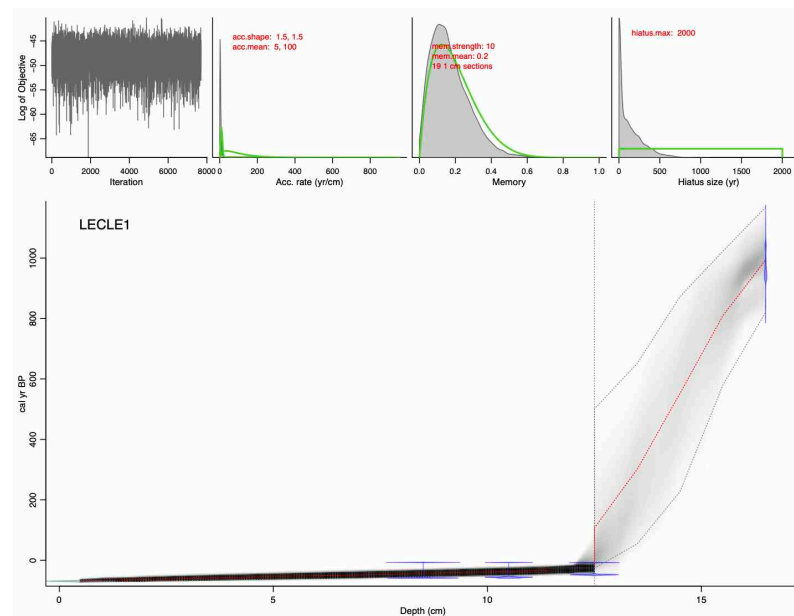 Log of Objective
-45
-50
-55
-60
-65
0 2000 4000 6000 8000
Iteration
acc.shape: 1.5, 1.5
acc.mean: 5, 100
0 200 400 600 800
Acc. rate (yr/cm)
mem.strength: 10
mem.mean: 0.2
19 1 cm sections
0.0 0.2 0.4 0.6 0.8 1.0
Memory
hiatus.max: 2000
0 500 1000 1500 2000
Hiatus size (yr)
LECLE1
cal yr BP
1000
800
600
400
200
0
0 5 10 15
Depth (cm)